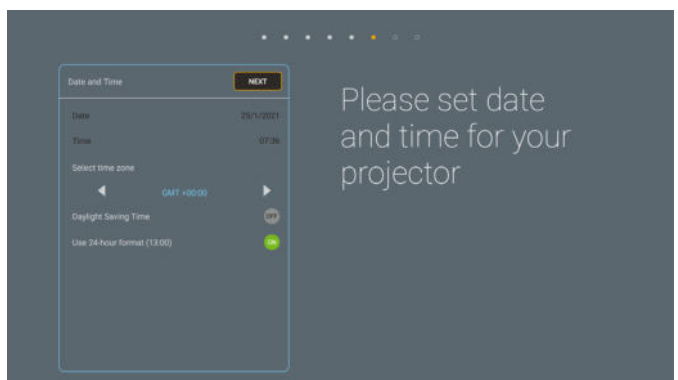 Date and Time
NEXT
Please set date
and time for your
projector
Date 25/1/2021
Time 07:36
Select time zone
GMT +00:00
Daylight Saving Time OFF
Use 24-hour format (13:00) ON